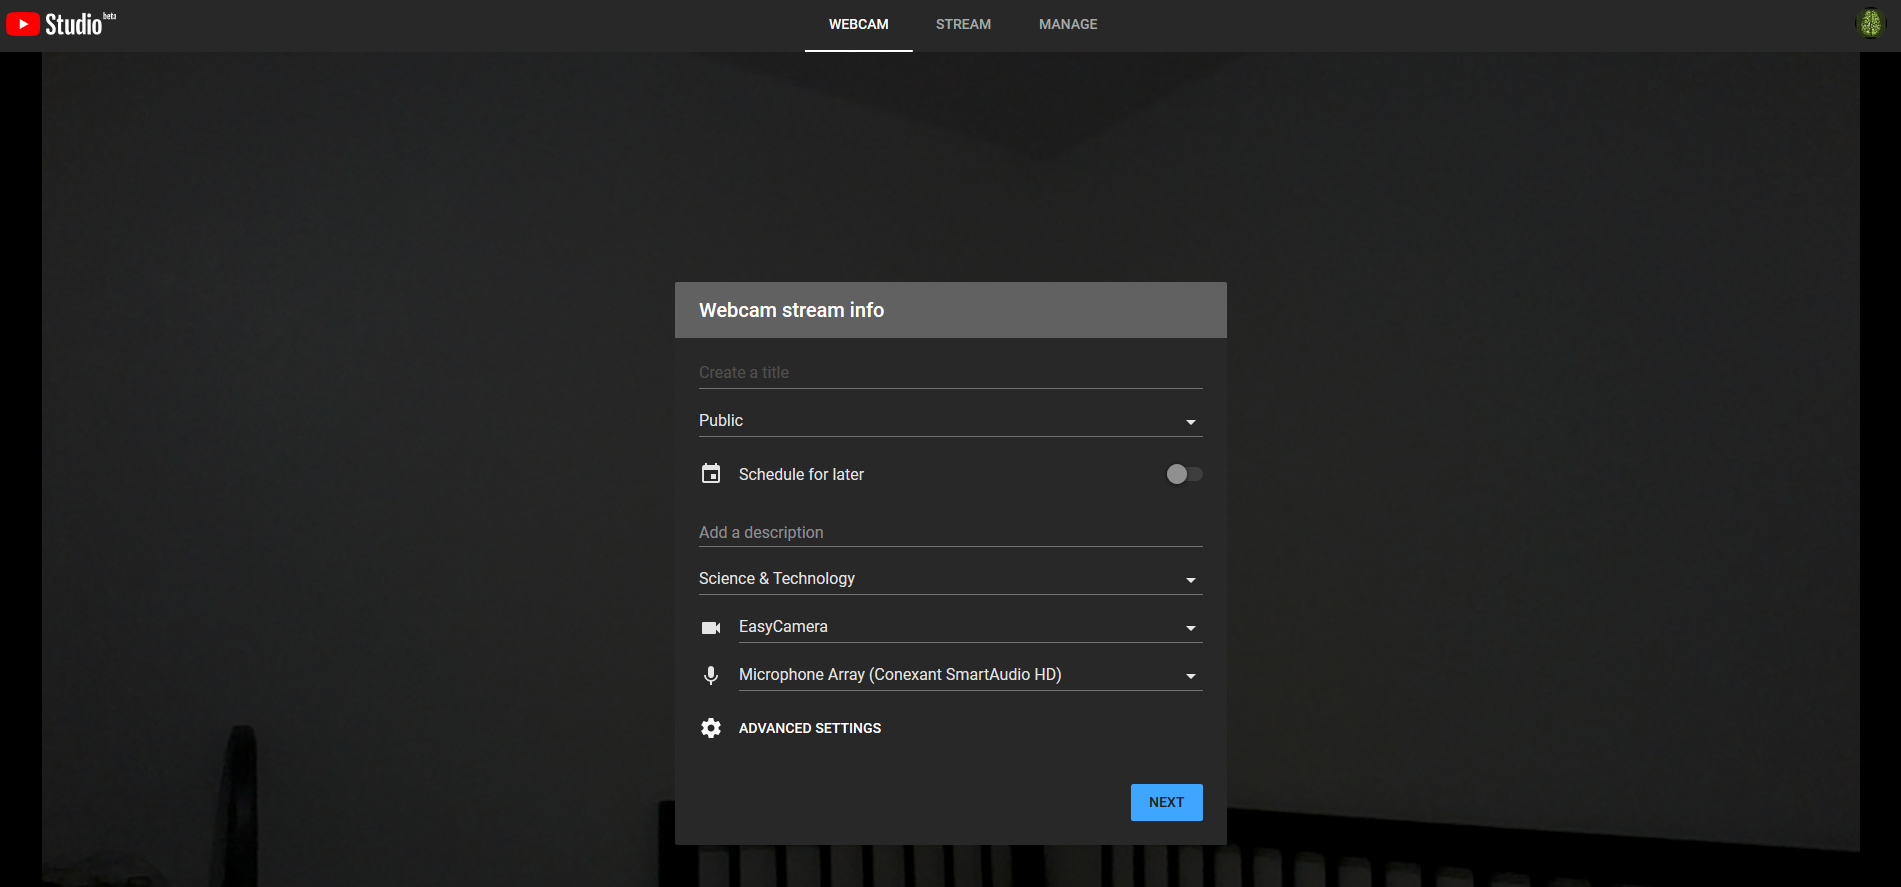 Studio beta
WEBCAM STREAM MANAGE
Webcam stream info
Create a title
Public
Schedule for later
Add a description
Science & Technology
EasyCamera
Microphone Array (Conexant SmartAudio HD)
ADVANCED SETTINGS
NEXT